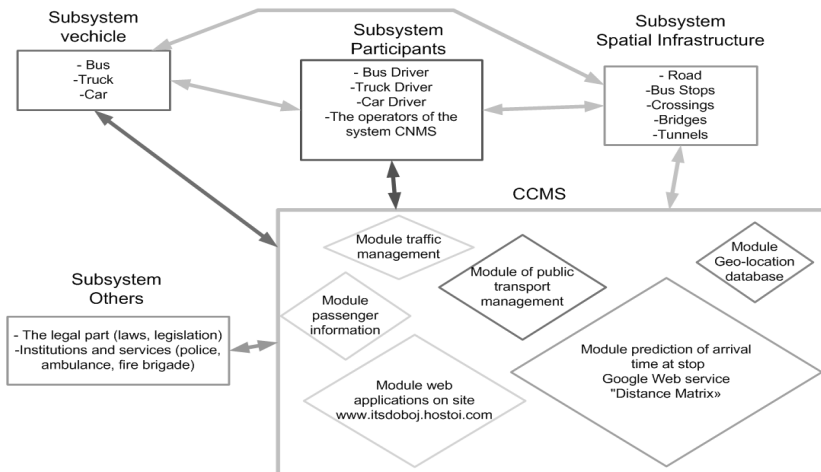 Subsystem
vechicle
- Bus
-Truck
-Car
Subsystem
Participants
- Bus Driver
-Truck Driver
-Car Driver
-The operators of the
system CNMS
Subsystem
Spatial Infrastructure
- Road
-Bus Stops
-Crossings
-Bridges
-Tunnels
CCMS
Module traffic
management
Module of public
transport
management
Module
Geo-location
database
Module
passenger
information
Module web
applications on site
www.itsdoboj.hostoi.com
Module prediction of arrival
time at stop
Google Web service
"Distance Matrix»
Subsystem
Others
- The legal part (laws, legislation)
-Institutions and services (police,
ambulance, fire brigade)